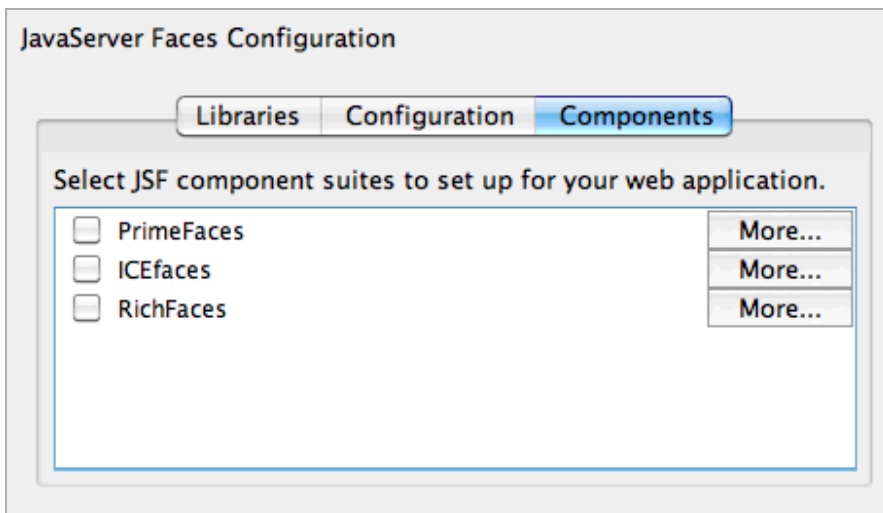 JavaServer Faces Configuration
Libraries Configuration Components
Select JSF component suites to set up for your web application.
PrimeFaces More...
ICEfaces More...
RichFaces More...